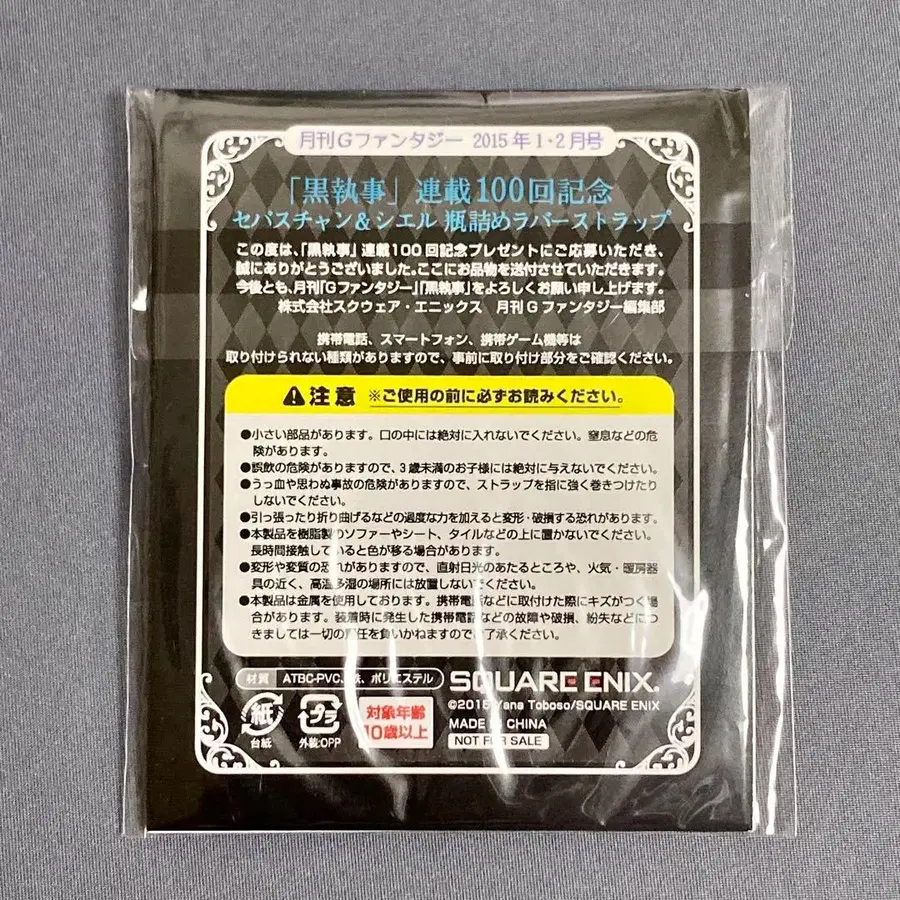 月刊Gファンタジー 2015年1・2月号
「黒執事」連載100回記念
セバスチャン&シエル 瓶詰めラバーストラップ
この度は、「黒執事」連載100回記念プレゼントにご応募いただき、
誠にありがとうございました。ここにお品物を送付させていただきます。
今後とも、月刊「Gファンタジー」「黒執事」をよろしくお願い申し上げます。
株式会社スクウェア・エニックス 月刊Gファンタジー編集部
携帯電話、スマートフォン、携帯ゲーム機等は
取り付けられない種類がありますので、事前に取り付け部分をご確認ください。
注意 ※ご使用の前に必ずお読みください。
●小さい部品があります。口の中には絶対に入れないでください。窒息などの危
険があります。
●誤飲の危険がありますので、3歳未満のお子様には絶対に与えないでください。
●うっ血や思わぬ事故の危険がありますので、ストラップを指に強く巻きつけたり
しないでください。
●引っ張ったり折り曲げるなどの過度な力を加えると変形・破損する恐れがあります。
●本製品を樹脂製のソファーやシート、タイルなどの上に置かないでください。
長時間接触していると色が移る場合があります。
●変形や変質の恐れがありますので、直射日光のあたるところや、火気・暖房器
具の近く、高温多湿の場所には放置しないでください。
●本製品は金属を使用しております。携帯電話などに取付けた際にキズがつく場
合があります。装着時に発生した携帯電話などの故障や破損、紛失などにつ
きましては一切の責任を負いかねますのでご了承ください。
材質 ATBC-PVC、鉄、ポリエステル
SQUARE ENIX.
©2015 Yana Toboso/SQUARE ENIX
紙
台紙
プラ
外装:OPP
対象年齢
10歳以上
MADE IN CHINA
NOT FOR SALE